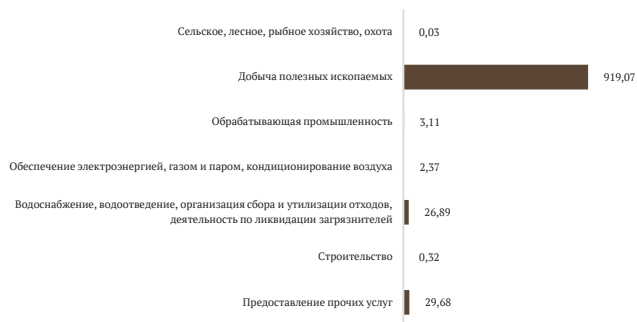 Сельское, лесное, рыбное хозяйство, охота 0,03
Добыча полезных ископаемых 919,07
Обрабатывающая промышленность 3,11
Обеспечение электроэнергией, газом и паром, кондиционирование воздуха 2,37
Водоснабжение, водоотведение, организация сбора и утилизации отходов,
деятельность по ликвидации загрязнителей 26,89
Строительство 0,32
Предоставление прочих услуг 29,68